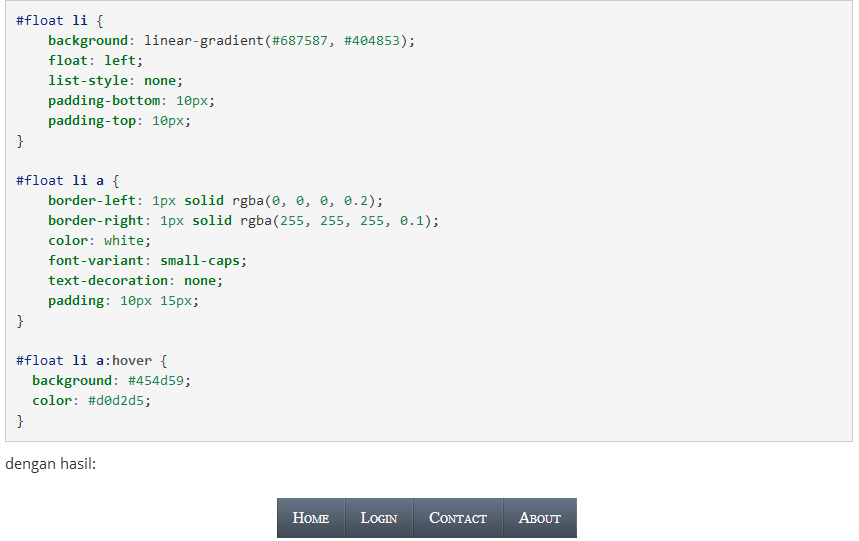 #float li {
    background: linear-gradient(#687587, #404853);
    float: left;
    list-style: none;
    padding-bottom: 10px;
    padding-top: 10px;
}

#float li a {
    border-left: 1px solid rgba(0, 0, 0, 0.2);
    border-right: 1px solid rgba(255, 255, 255, 0.1);
    color: white;
    font-variant: small-caps;
    text-decoration: none;
    padding: 10px 15px;
}

#float li a:hover {
  background: #454d59;
  color: #d0d2d5;
}
dengan hasil:
Home Login Contact About